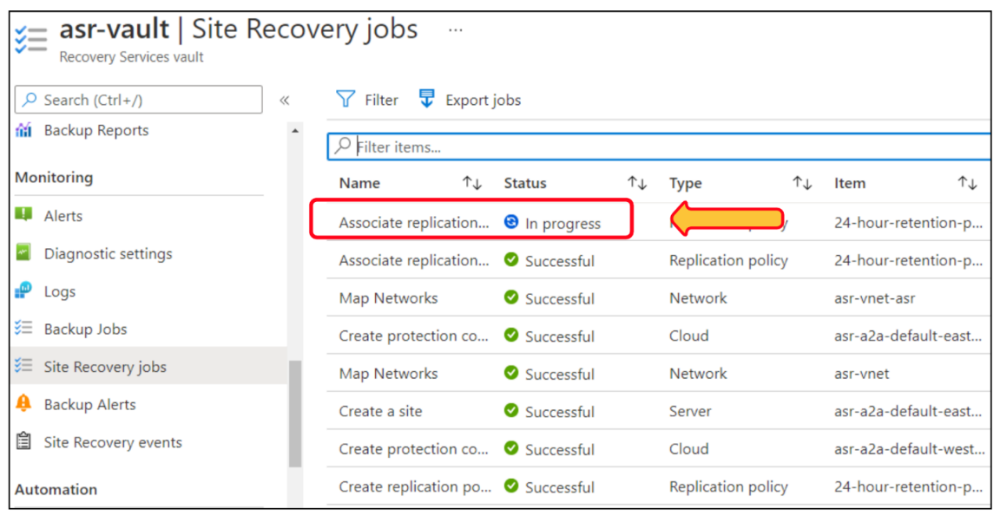 asr-vault | Site Recovery jobs ...
Recovery Services vault
Search (Ctrl+/) «
Backup Reports
Monitoring
Alerts
Diagnostic settings
Logs
Backup Jobs
Site Recovery jobs
Backup Alerts
Site Recovery events
Automation
Filter Export jobs
Filter items...
Name ↑↓ Status ↑↓ Type ↑↓ Item ↑↓
Associate replication... In progress 24-hour-retention-p...
Associate replication... Successful Replication policy 24-hour-retention-p...
Map Networks Successful Network asr-vnet-asr
Create protection co... Successful Cloud asr-a2a-default-east...
Map Networks Successful Network asr-vnet
Create a site Successful Server asr-a2a-default-east...
Create protection co... Successful Cloud asr-a2a-default-west...
Create replication po... Successful Replication policy 24-hour-retention-p...